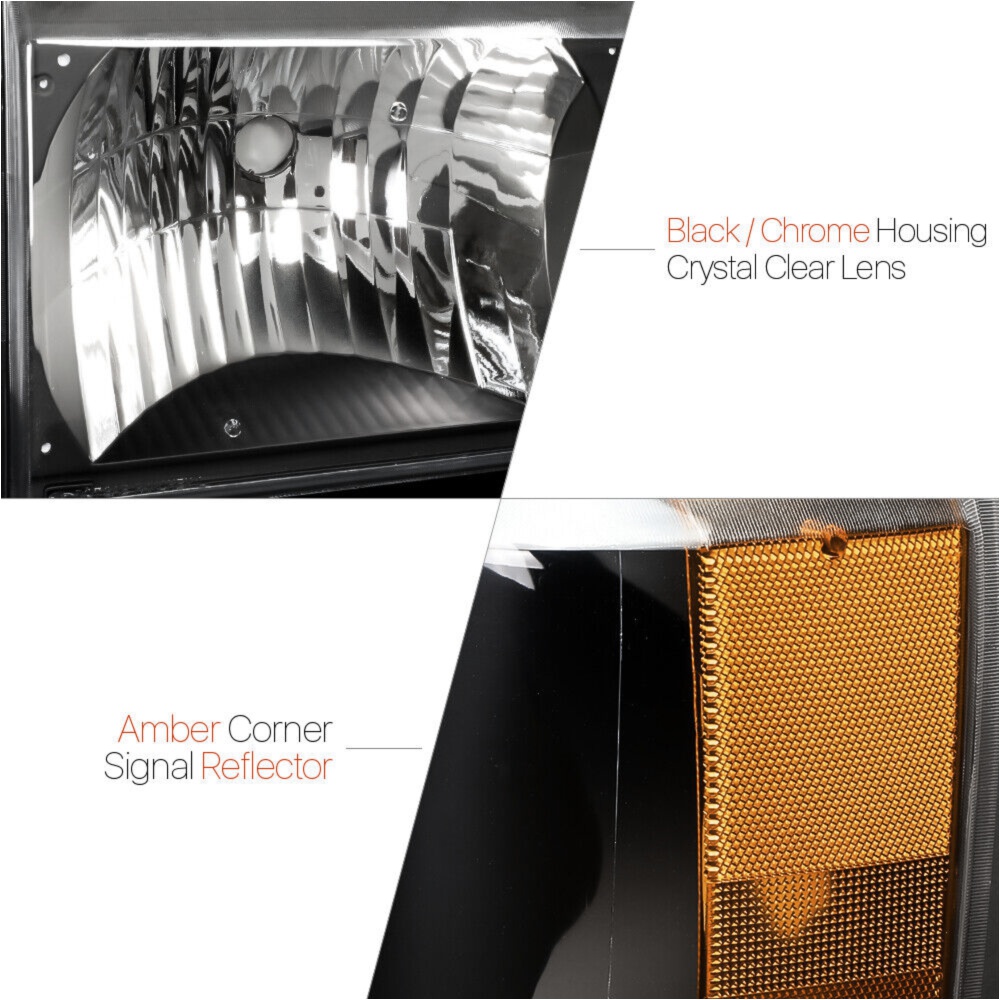 Black / Chrome Housing
Crystal Clear Lens
Amber Corner
Signal Reflector